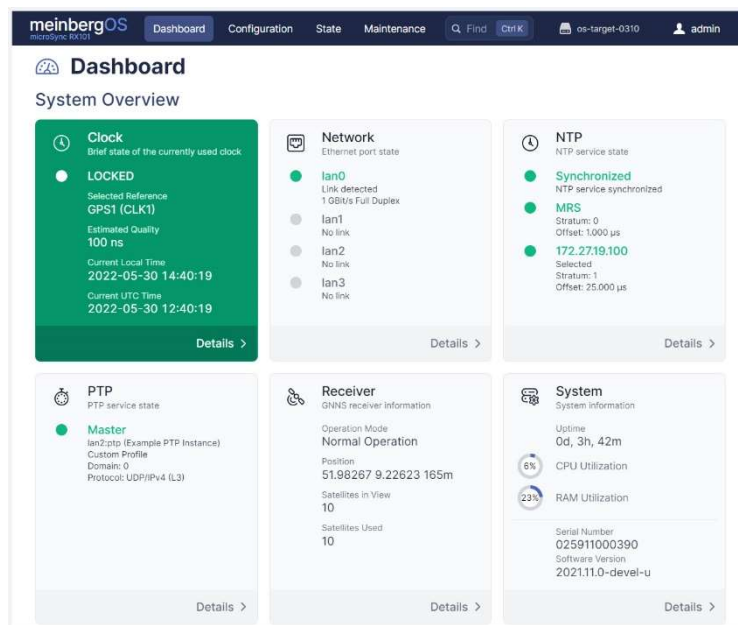 meinbergOS
microSync RX101
Dashboard
Configuration
State
Maintenance
Find
Ctrl K
os-target-0310
admin
Dashboard
System Overview
Clock
Brief state of the currently used clock
LOCKED
Selected Reference
GPS1 (CLK1)
Estimated Quality
100 ns
Current Local Time
2022-05-30 14:40:19
Current UTC Time
2022-05-30 12:40:19
Details >
Network
Ethernet port state
lan0
Link detected
1 GBit/s Full Duplex
lan1
No link
lan2
No link
lan3
No link
Details >
NTP
NTP service state
Synchronized
NTP service synchronized
MRS
Stratum: 0
Offset: 1.000 µs
172.27.19.100
Selected
Stratum: 1
Offset: 25.000 µs
Details >
PTP
PTP service state
Master
lan2:ptp (Example PTP Instance)
Custom Profile
Domain: 0
Protocol: UDP/IPv4 (L3)
Details >
Receiver
GNNS receiver information
Operation Mode
Normal Operation
Position
51.98267 9.22623 165m
Satellites in View
10
Satellites Used
10
Details >
System
System information
Uptime
0d, 3h, 42m
6% CPU Utilization
23% RAM Utilization
Serial Number
025911000390
Software Version
2021.11.0-devel-u
Details >